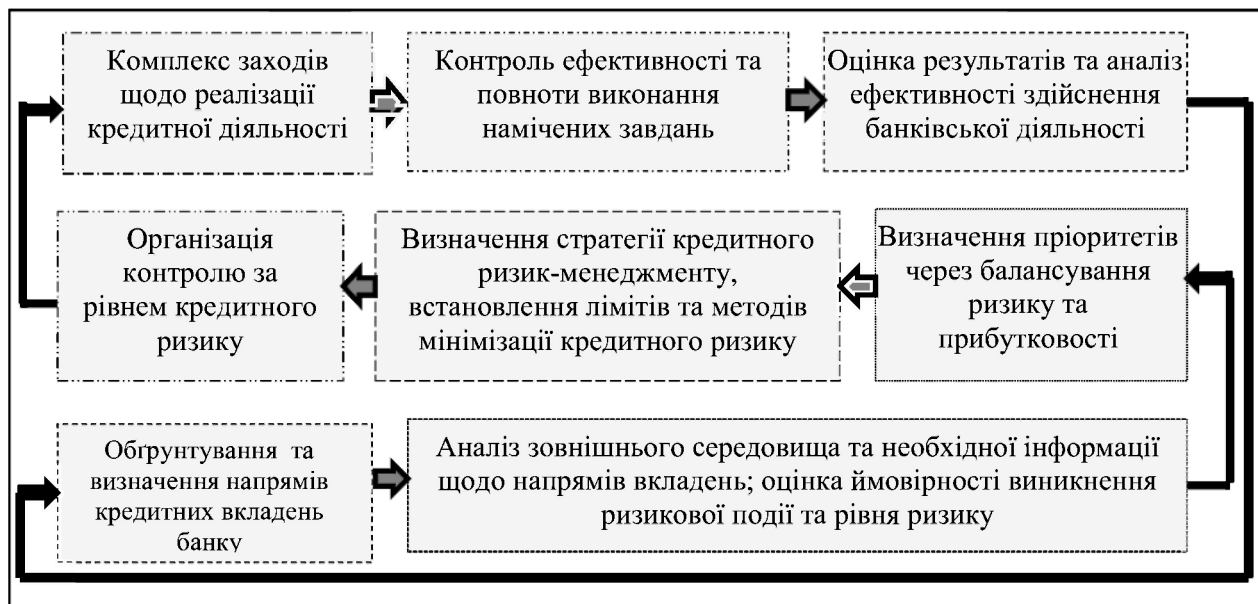 Комплекс заходів
щодо реалізації
кредитної діяльності
Контроль ефективності та
повноти виконання
намічених завдань
Оцінка результатів та аналіз
ефективності здійснення
банківської діяльності
Організація
контролю за
рівнем кредитного
ризику
Визначення стратегії кредитного
ризик-менеджменту,
встановлення лімітів та методів
мінімізації кредитного ризику
Визначення пріоритетів
через балансування
ризику та
прибутковості
Обґрунтування та
визначення напрямів
кредитних вкладень
банку
Аналіз зовнішнього середовища та необхідної інформації
щодо напрямів вкладень; оцінка ймовірності виникнення
ризикової події та рівня ризику